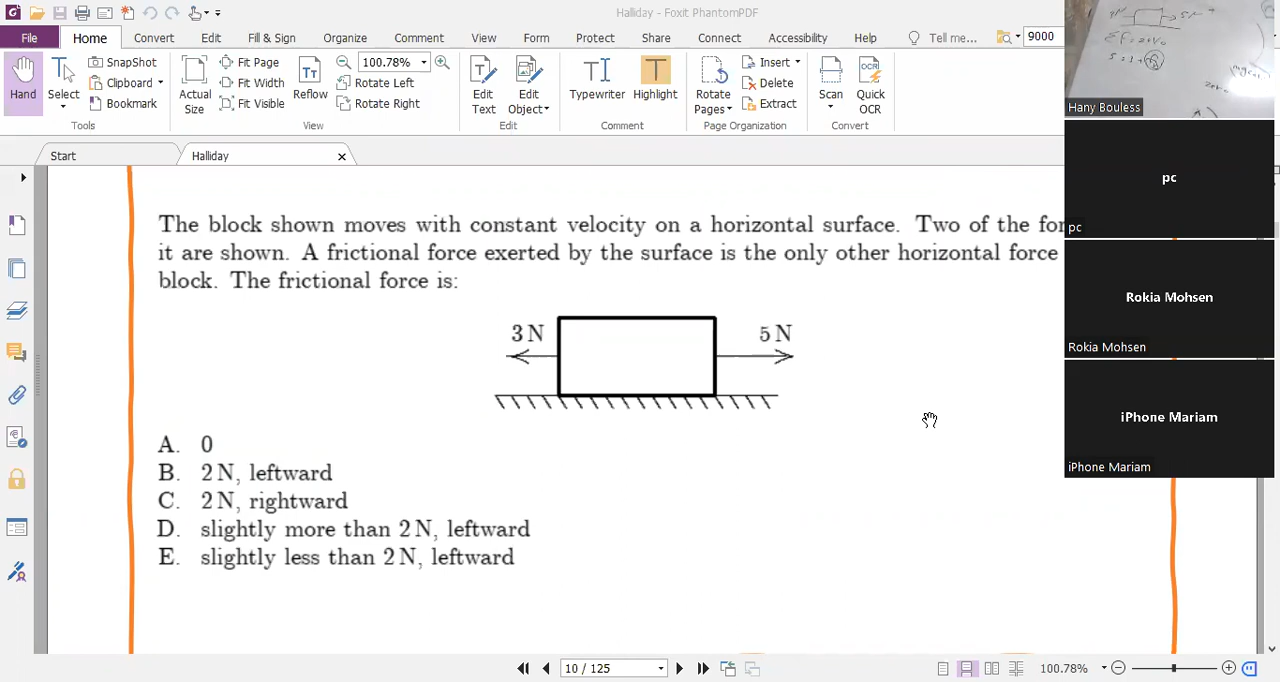 Halliday - Foxit PhantomPDF
File Home Convert Edit Fill & Sign Organize Comment View Form Protect Share Connect Accessibility Help Tell me... 9000
Hand
Select
SnapShot
Clipboard
Bookmark
Tools
Actual Size
Fit Page
Fit Width
Fit Visible
Reflow
100.78%
Rotate Left
Rotate Right
View
Edit Text
Edit Object
Edit
Typewriter
Highlight
Comment
Rotate Pages
Insert
Delete
Extract
Page Organization
Scan
Quick OCR
Convert
Start
Halliday
The block shown moves with constant velocity on a horizontal surface. Two of the
it are shown. A frictional force exerted by the surface is the only other horizontal force
block. The frictional force is:
3 N
5 N
A. 0
B. 2 N, leftward
C. 2 N, rightward
D. slightly more than 2 N, leftward
E. slightly less than 2 N, leftward
Hany Bouless
pc
pc
Rokia Mohsen
Rokia Mohsen
iPhone Mariam
iPhone Mariam
10 / 125
100.78%